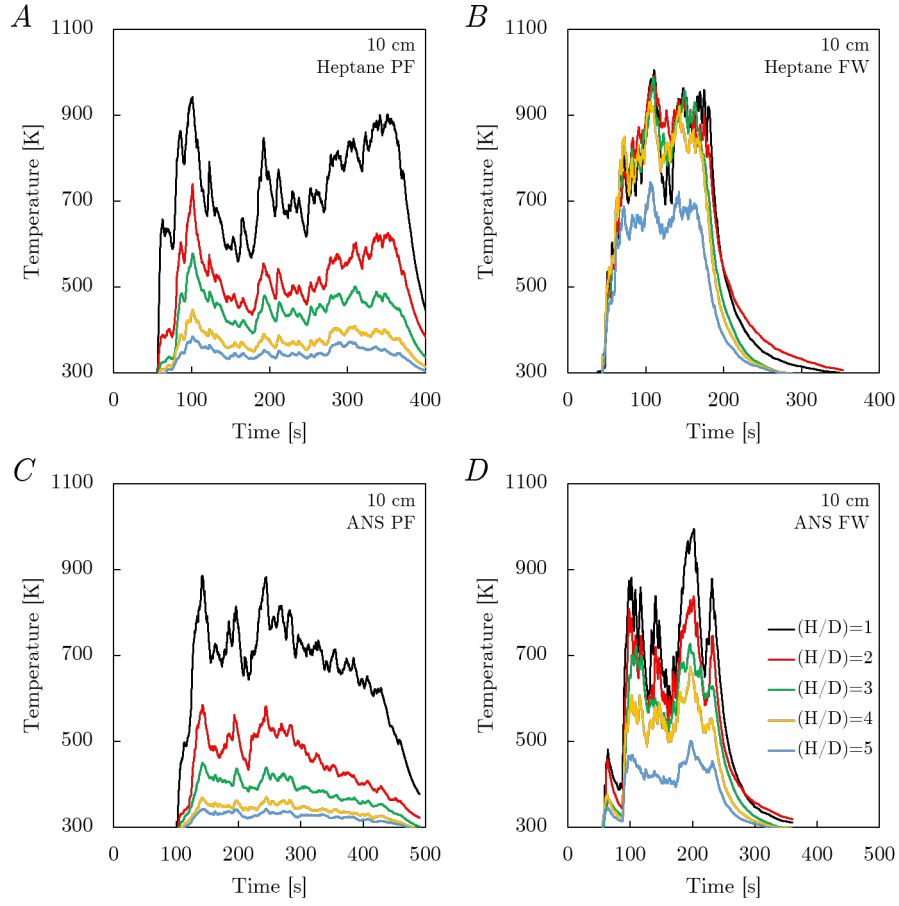 A
10 cm
Heptane PF
Temperature [K]
1100
900
700
500
300
0 100 200 300 400
Time [s]
B
10 cm
Heptane FW
Temperature [K]
1100
900
700
500
300
0 100 200 300 400
Time [s]
C
10 cm
ANS PF
Temperature [K]
1100
900
700
500
300
0 100 200 300 400 500
Time [s]
D
10 cm
ANS FW
Temperature [K]
1100
900
700
500
300
(H/D)=1
(H/D)=2
(H/D)=3
(H/D)=4
(H/D)=5
0 100 200 300 400 500
Time [s]